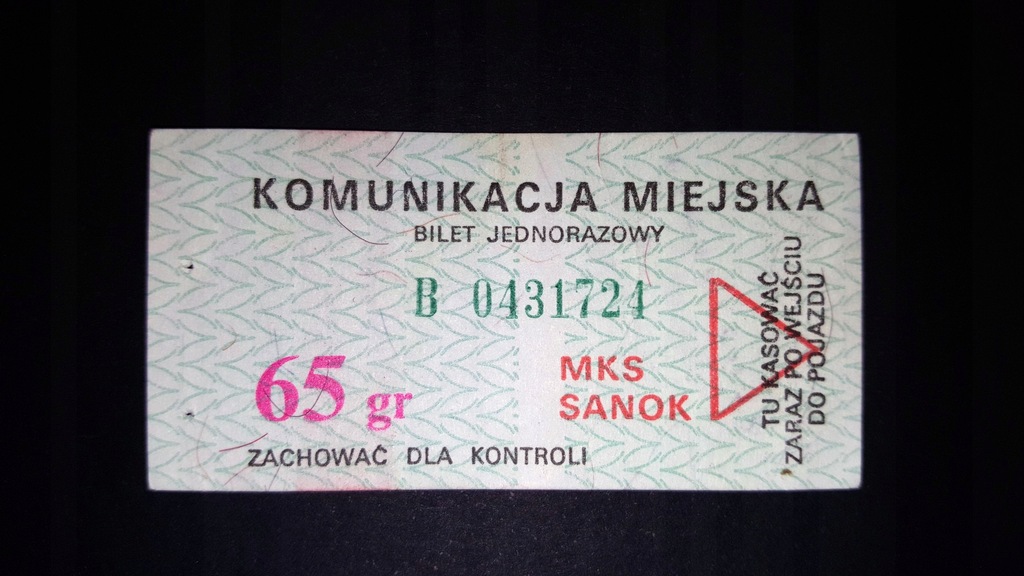 KOMUNIKACJA MIEJSKA
BILET JEDNORAZOWY
B 0431724
65 gr
MKS
SANOK
ZACHOWAĆ DLA KONTROLI
TU KASOWAĆ
ZARAZ PO WEJŚCIU
DO POJAZDU